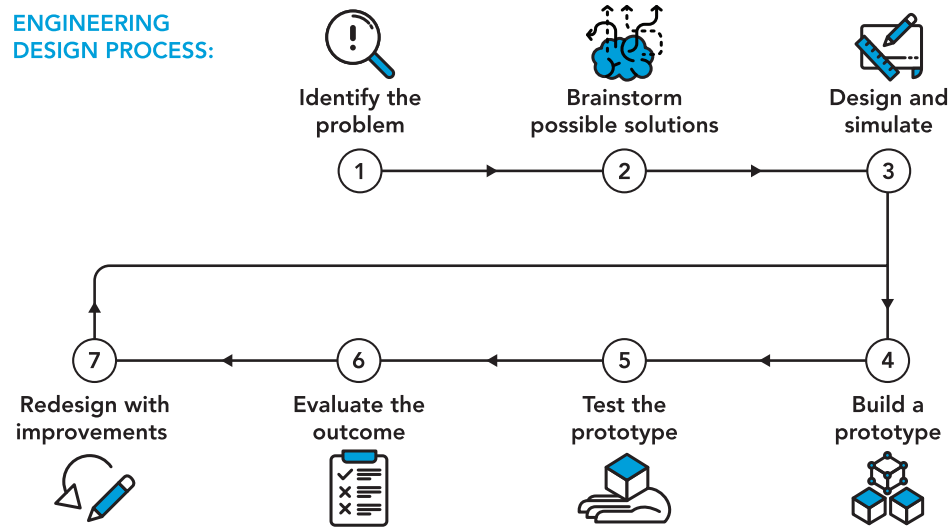 ENGINEERING
DESIGN PROCESS:
Identify the
problem
Brainstorm
possible solutions
Design and
simulate
1
2
3
7
6
5
4
Redesign with
improvements
Evaluate the
outcome
Test the
prototype
Build a
prototype